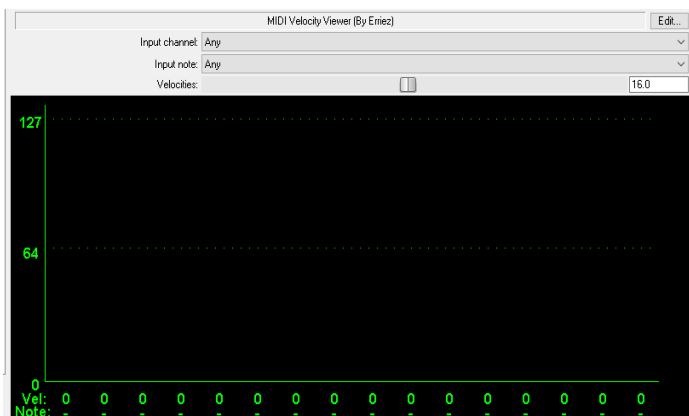 MIDI Velocity Viewer (By Erriez) Edit...
Input channel: Any
Input note: Any
Velocities: 16.0
127
64
0
Vel: 0 0 0 0 0 0 0 0 0 0 0 0 0 0 0 0
Note: - - - - - - - - - - - - - - - -